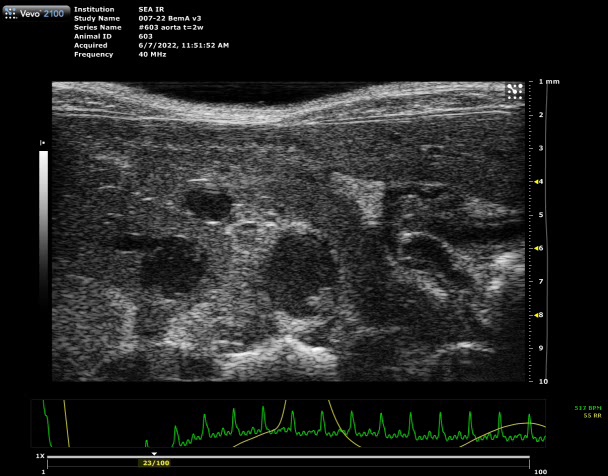 Vevo 2100
Institution SEA IR
Study Name 007-22 BemA v3
Series Name #603 aorta t=2w
Animal ID 603
Acquired 6/7/2022, 11:51:52 AM
Frequency 40 MHz
1 mm
2
3
4
5
6
7
8
9
10
BPM
55 RR
1X
23/100
1
100